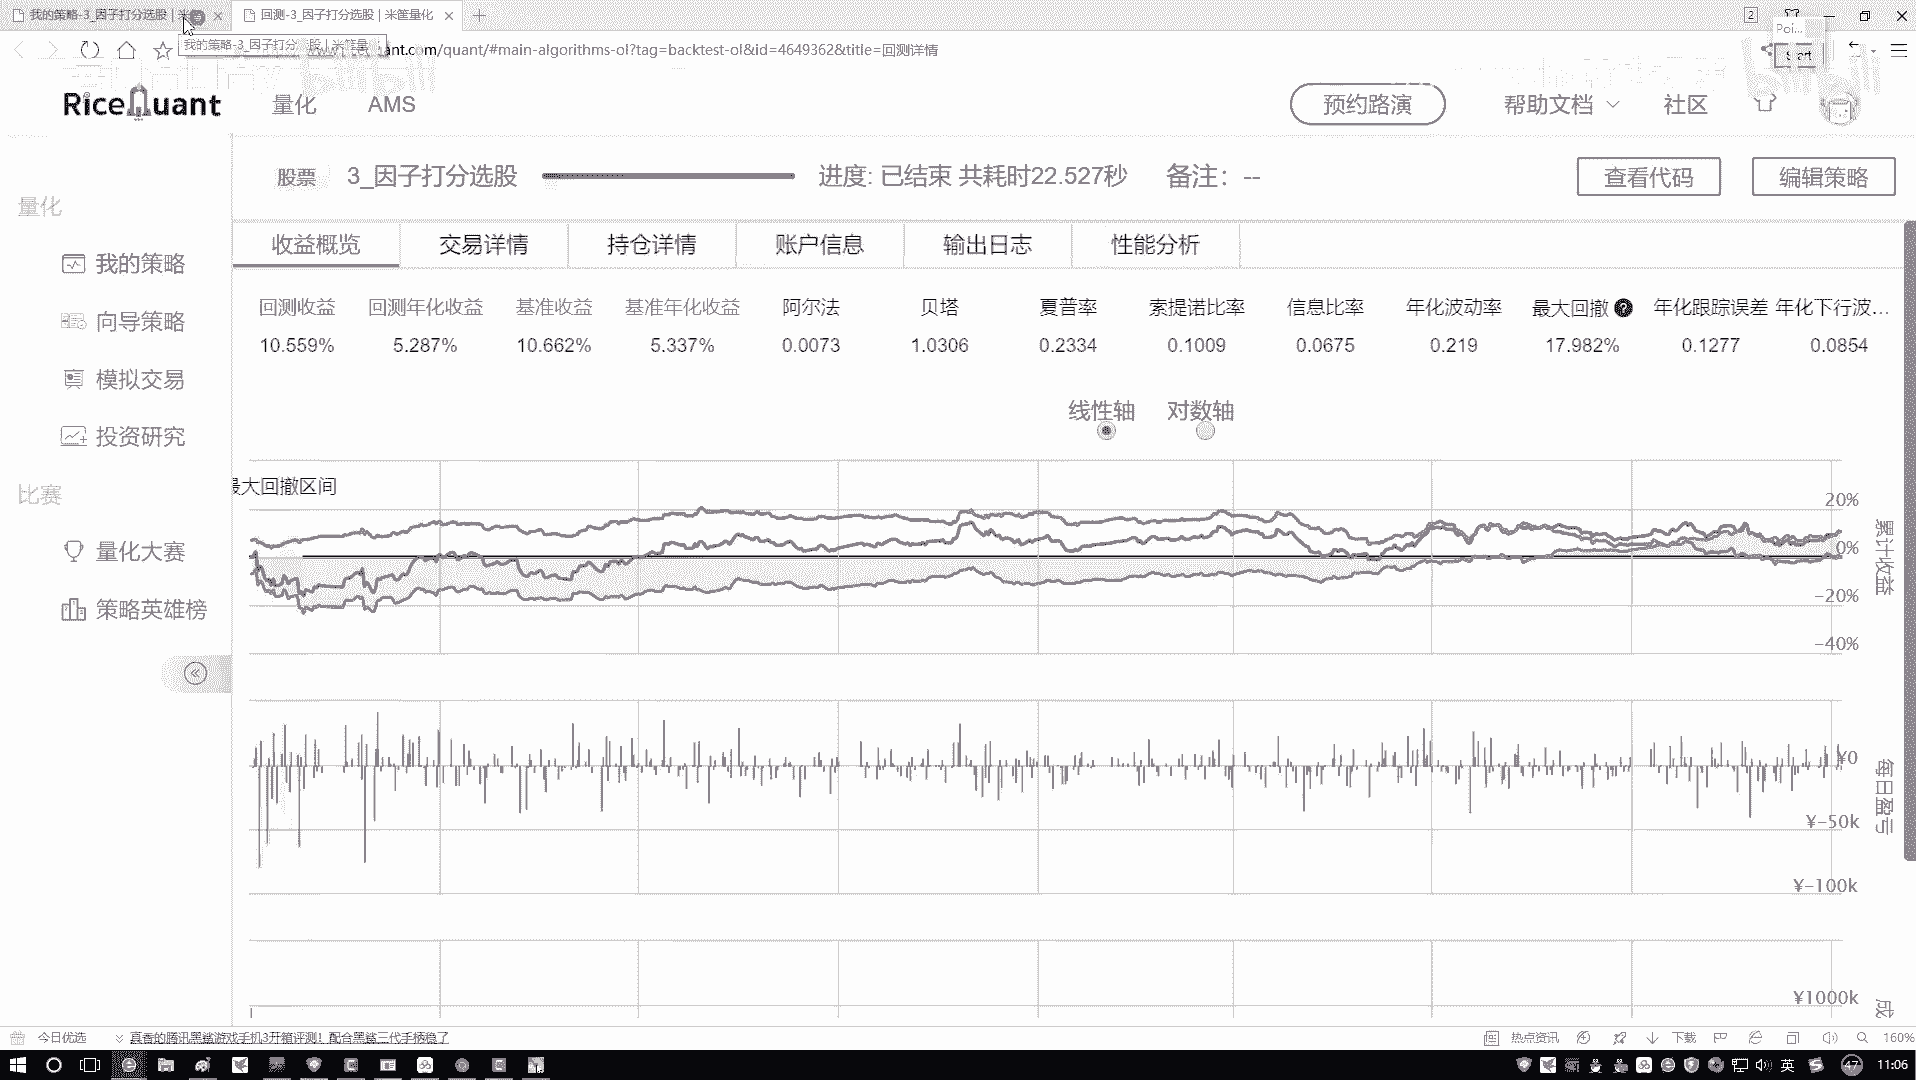 我的策略-3_因子打分选股 | 米
回测-3_因子打分选股 | 米筐量化
2
我的策略-3_因子打分选股 | 米筐量
ant.com/quant/#main-algorithms-ol?tag=backtest-ol&id=4649362&title=回测详情
Poi...
Start
bilibili
RiceQuant
量化
AMS
预约路演
帮助文档
社区
股票
3_因子打分选股
进度: 已结束 共耗时22.527秒
备注：--
查看代码
编辑策略
量化
我的策略
向导策略
模拟交易
投资研究
比赛
量化大赛
策略英雄榜
收益概览
交易详情
持仓详情
账户信息
输出日志
性能分析
回测收益 回测年化收益 基准收益 基准年化收益 阿尔法 贝塔 夏普率 索提诺比率 信息比率 年化波动率 最大回撤 ? 年化跟踪误差 年化下行波...
10.559% 5.287% 10.662% 5.337% 0.0073 1.0306 0.2334 0.1009 0.0675 0.219 17.982% 0.1277 0.0854
线性轴 对数轴
最大回撤区间
20%
0%
-20%
-40%
累计收益
¥0
¥-50k
¥-100k
每日盈亏
¥1000k
成
今日优选
真香的腾讯黑鲨游戏手机3开箱评测！配合黑鲨三代手柄稳了
热点资讯
下载
160%
英
47
11:06